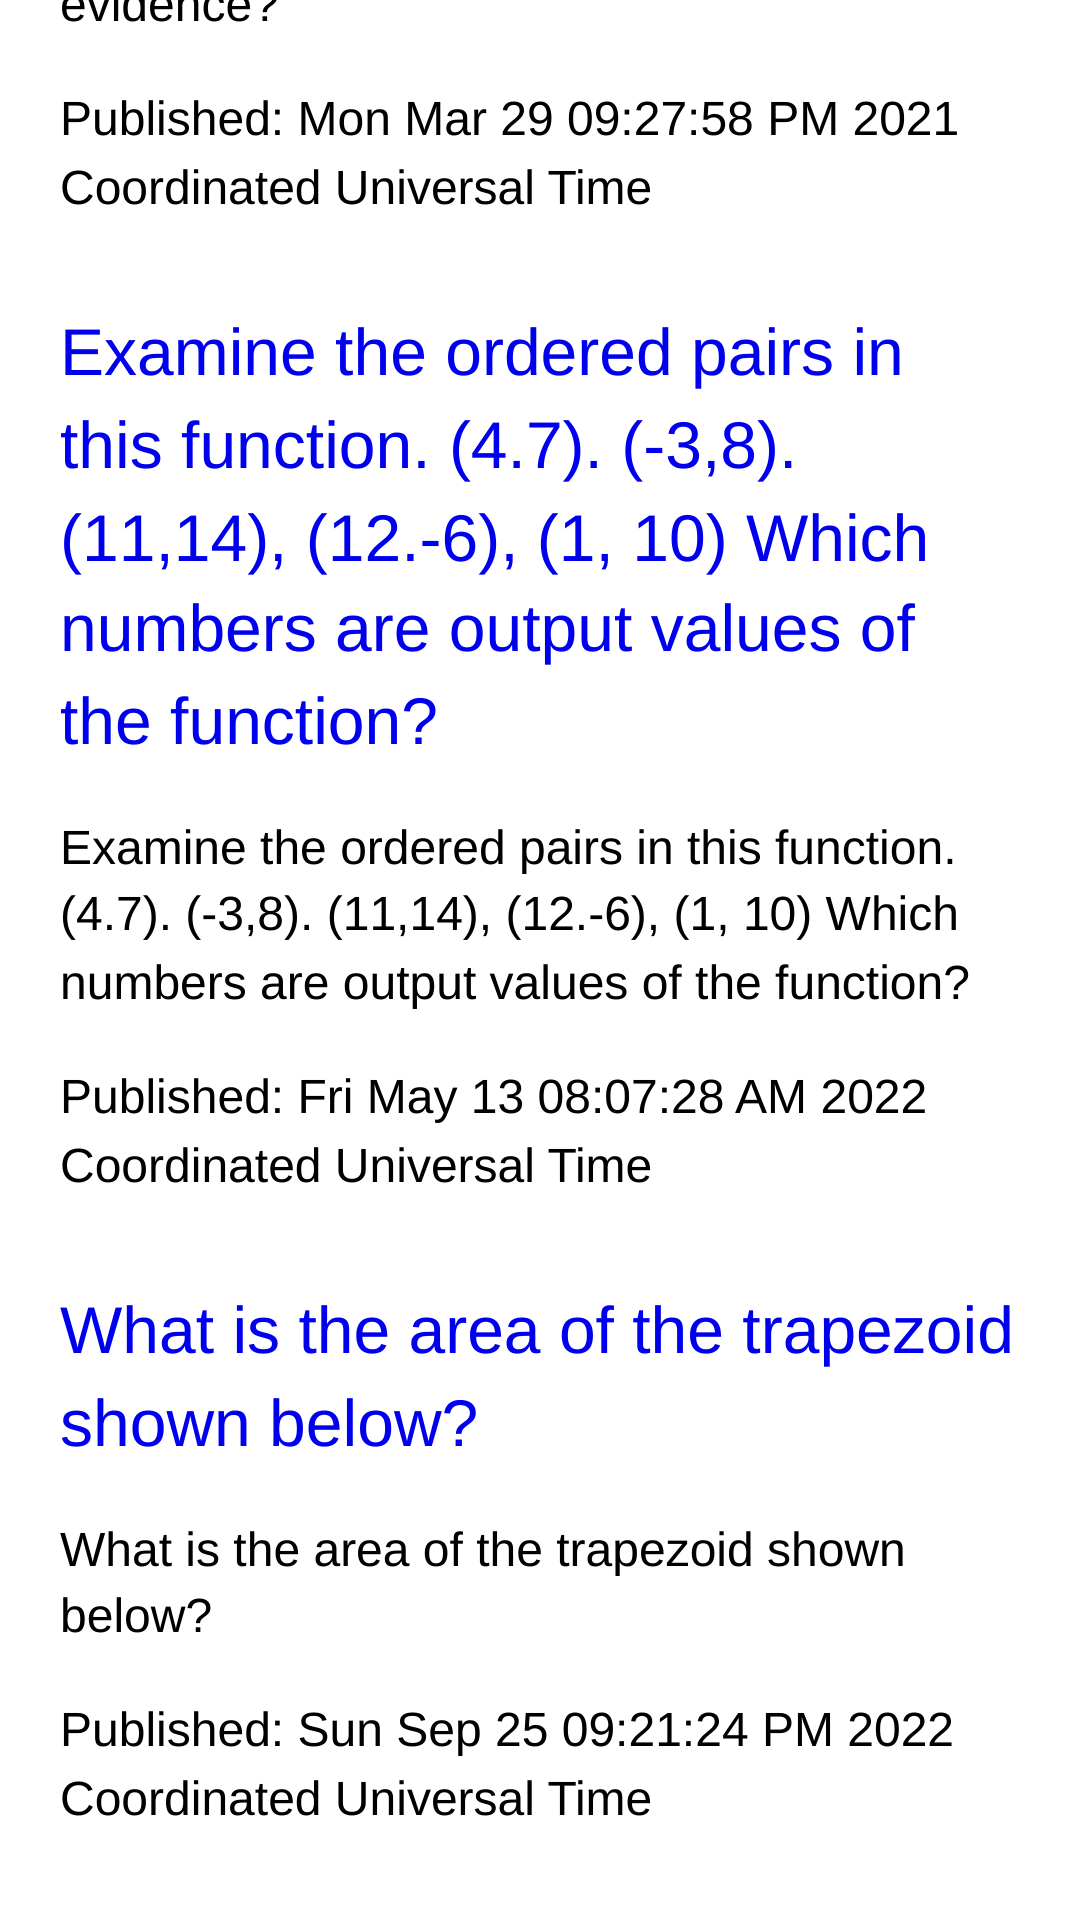 evidence?
Published: Mon Mar 29 09:27:58 PM 2021
Coordinated Universal Time
Examine the ordered pairs in
this function. (4.7). (-3,8).
(11,14), (12.-6), (1, 10) Which
numbers are output values of
the function?
Examine the ordered pairs in this function.
(4.7). (-3,8). (11,14), (12.-6), (1, 10) Which
numbers are output values of the function?
Published: Fri May 13 08:07:28 AM 2022
Coordinated Universal Time
What is the area of the trapezoid
shown below?
What is the area of the trapezoid shown
below?
Published: Sun Sep 25 09:21:24 PM 2022
Coordinated Universal Time